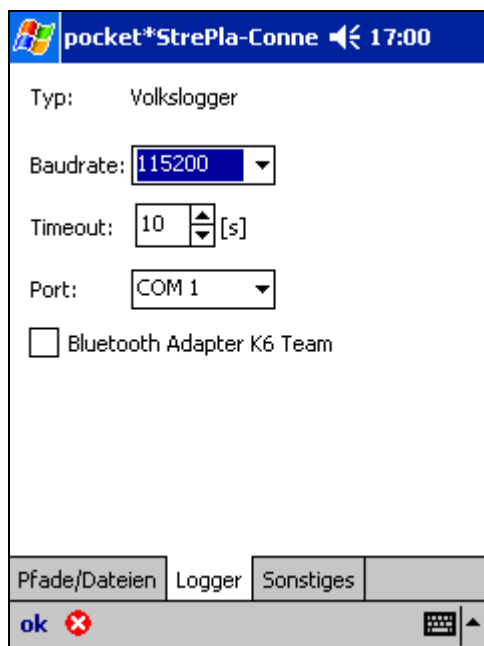 pocket*StrePla-Conne 17:00
Typ: Volkslogger
Baudrate: 115200
Timeout: 10 [s]
Port: COM 1
Bluetooth Adapter K6 Team
Pfade/Dateien Logger Sonstiges
ok